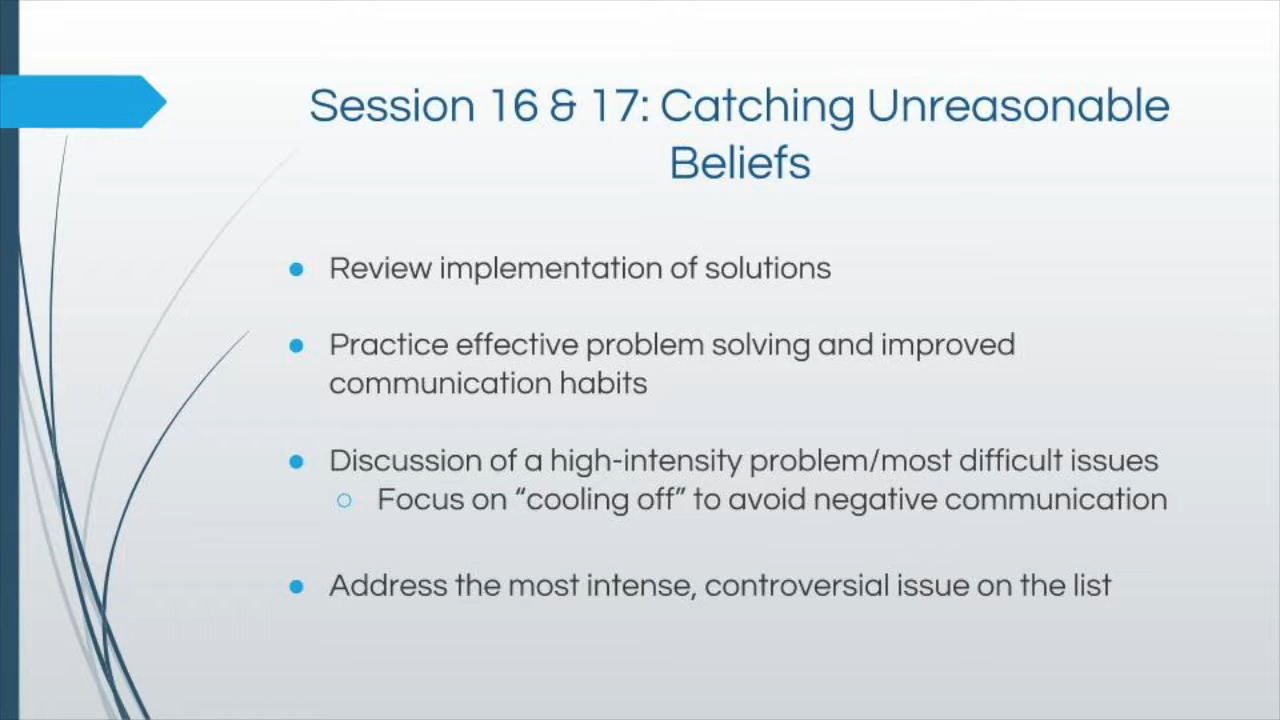 Session 16 & 17: Catching Unreasonable
Beliefs
● Review implementation of solutions
● Practice effective problem solving and improved
communication habits
● Discussion of a high-intensity problem/most difficult issues
○ Focus on “cooling off” to avoid negative communication
● Address the most intense, controversial issue on the list